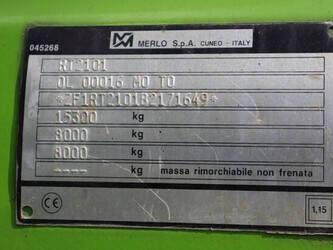 045268
MERLO S.p.A. CUNEO - ITALY
RT2101
OL 00016 MO TO
*ZF1RT2101B2171649*
15300 kg
8000 kg
8000 kg
---- kg massa rimorchiabile non frenata
CE
1,15